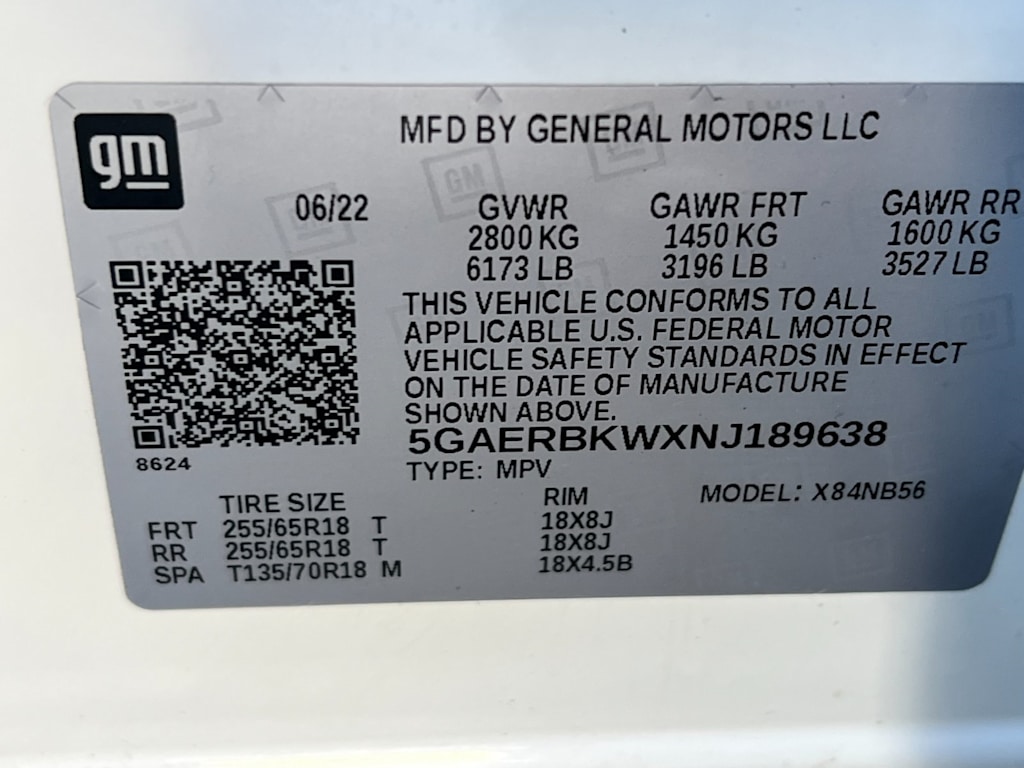 gm
MFD BY GENERAL MOTORS LLC
06/22 GVWR GAWR FRT GAWR RR
2800 KG 1450 KG 1600 KG
6173 LB 3196 LB 3527 LB
THIS VEHICLE CONFORMS TO ALL
APPLICABLE U.S. FEDERAL MOTOR
VEHICLE SAFETY STANDARDS IN EFFECT
ON THE DATE OF MANUFACTURE
SHOWN ABOVE.
5GAERBKWXNJ189638
8624
TYPE: MPV
TIRE SIZE RIM MODEL: X84NB56
FRT 255/65R18 T 18X8J
RR 255/65R18 T 18X8J
SPA T135/70R18 M 18X4.5B